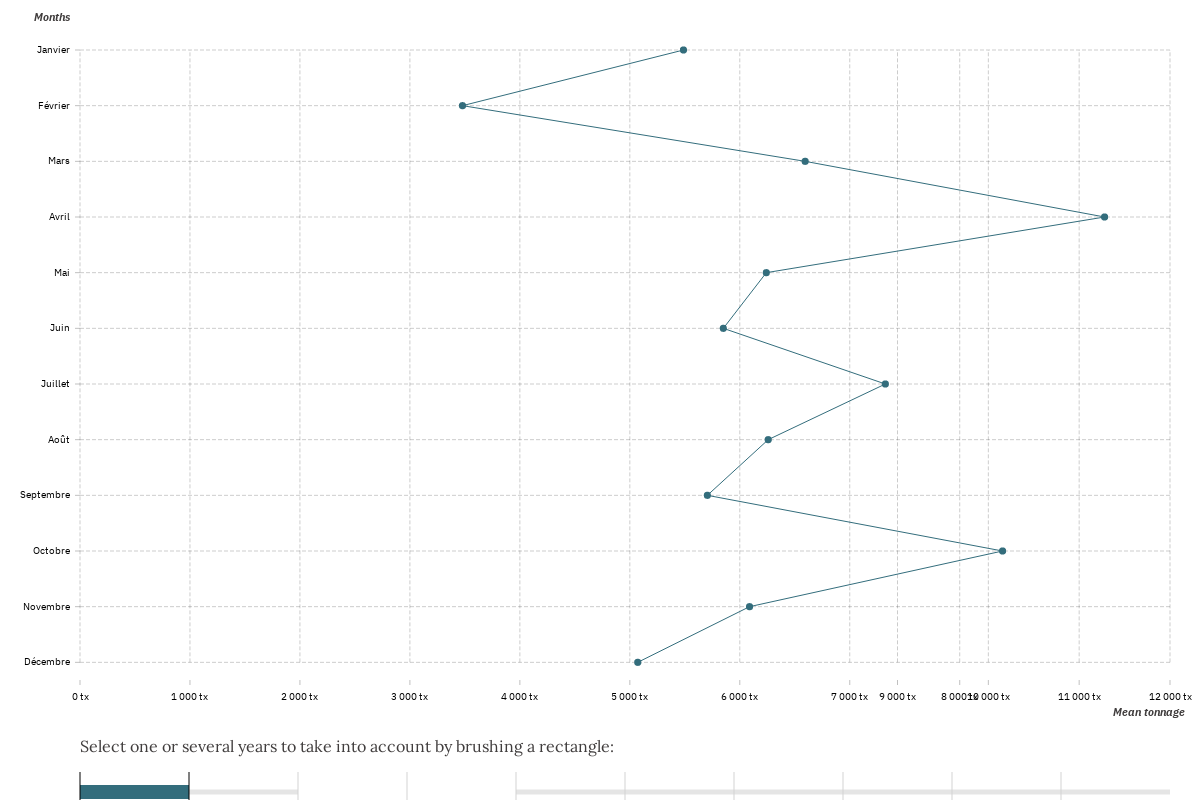 Months
Janvier
Février
Mars
Avril
Mai
Juin
Juillet
Août
Septembre
Octobre
Novembre
Décembre
0 tx 1 000 tx 2 000 tx 3 000 tx 4 000 tx 5 000 tx 6 000 tx 7 000 tx 9 000 tx 8 000 tx 10 000 tx 11 000 tx 12 000 tx
Mean tonnage
Select one or several years to take into account by brushing a rectangle: